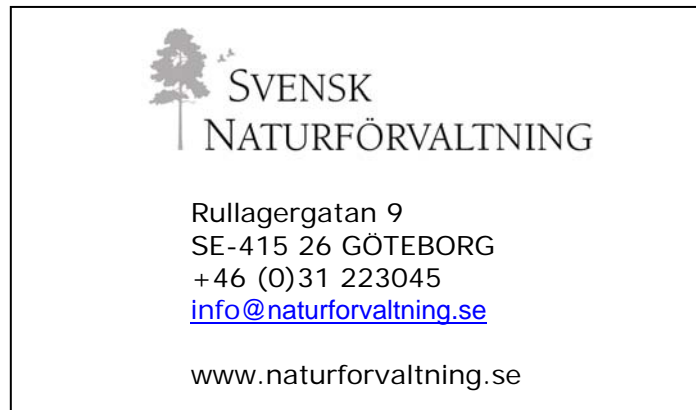 SVENSK
NATURFÖRVALTNING
Rullagergatan 9
SE-415 26 GÖTEBORG
+46 (0)31 223045
info@naturforvaltning.se
www.naturforvaltning.se